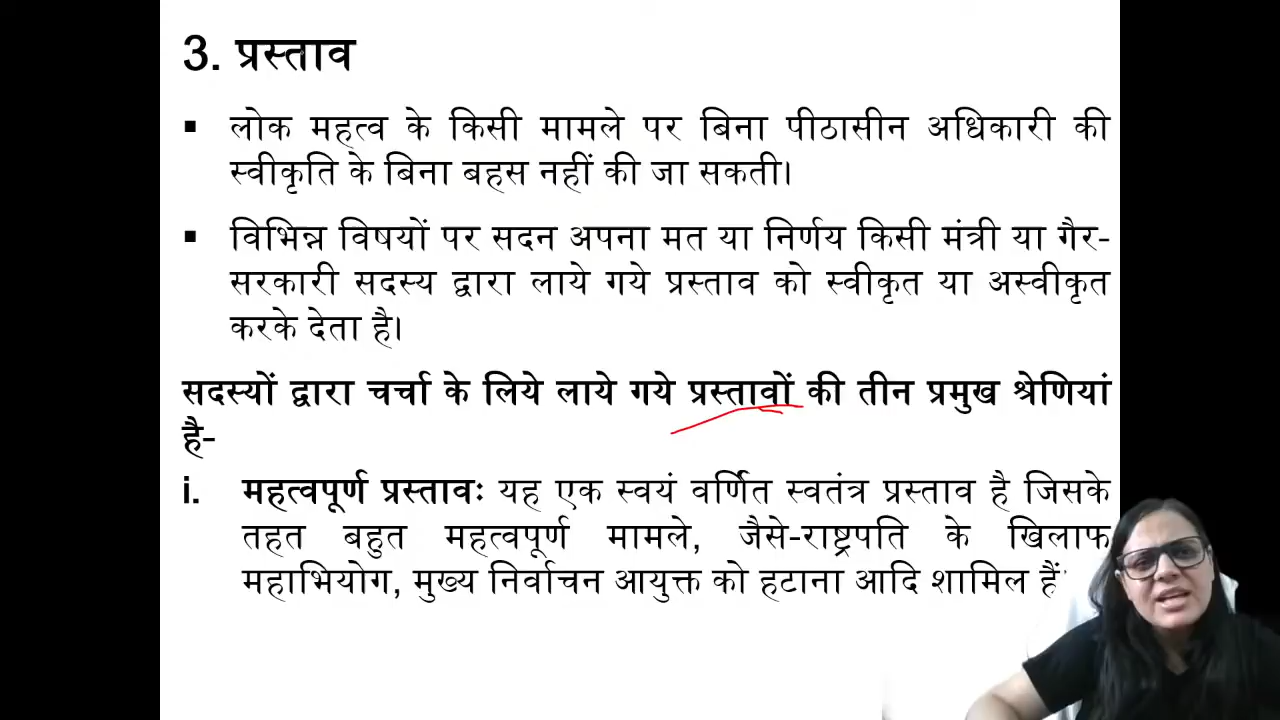 3. प्रस्ताव
▪ लोक महत्व के किसी मामले पर बिना पीठासीन अधिकारी की
स्वीकृति के बिना बहस नहीं की जा सकती।
▪ विभिन्न विषयों पर सदन अपना मत या निर्णय किसी मंत्री या गैर-
सरकारी सदस्य द्वारा लाये गये प्रस्ताव को स्वीकृत या अस्वीकृत
करके देता है।
सदस्यों द्वारा चर्चा के लिये लाये गये प्रस्तावों की तीन प्रमुख श्रेणियां
है-
i. महत्वपूर्ण प्रस्तावः यह एक स्वयं वर्णित स्वतंत्र प्रस्ताव है जिसके
तहत बहुत महत्वपूर्ण मामले, जैसे-राष्ट्रपति के खिलाफ
महाभियोग, मुख्य निर्वाचन आयुक्त को हटाना आदि शामिल हैं